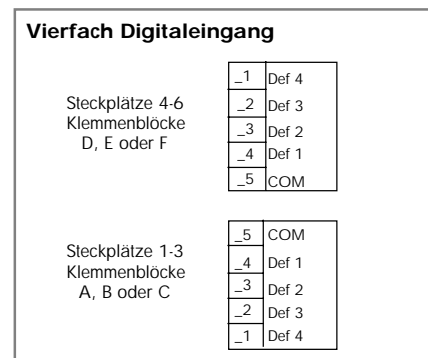 Vierfach Digitaleingang
Steckplätze 4-6
Klemmenblöcke
D, E oder F
_1 Def 4
_2 Def 3
_3 Def 2
_4 Def 1
_5 COM
Steckplätze 1-3
Klemmenblöcke
A, B oder C
_5 COM
_4 Def 1
_3 Def 2
_2 Def 3
_1 Def 4